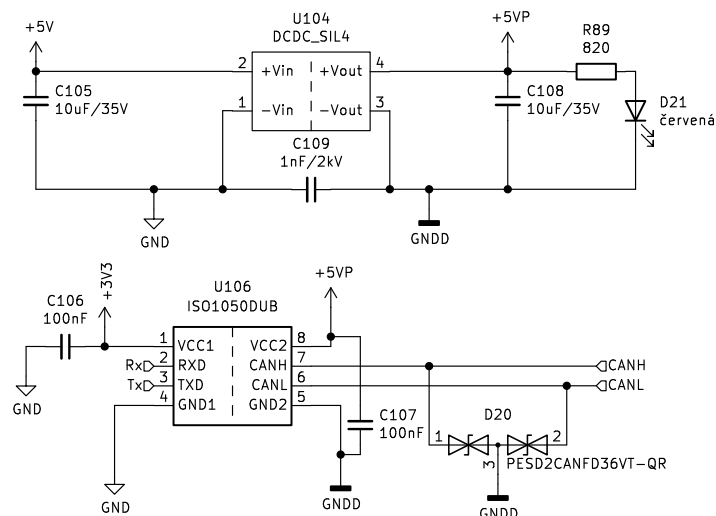 +5V
U104
DCDC_SIL4
+5VP
R89
820
2
+Vin
+Vout
4
C105
10uF/35V
1
-Vin
-Vout
3
C108
10uF/35V
D21
červená
C109
1nF/2kV
GND
GNDD
C106
100nF
+3V3
U106
ISO1050DUB
+5VP
1
VCC1
VCC2
8
Rx
2
RXD
CANH
7
CANH
Tx
3
TXD
CANL
6
CANL
4
GND1
GND2
5
GND
C107
100nF
D20
1
2
3
PESD2CANFD36VT-QR
GND
GNDD
GNDD